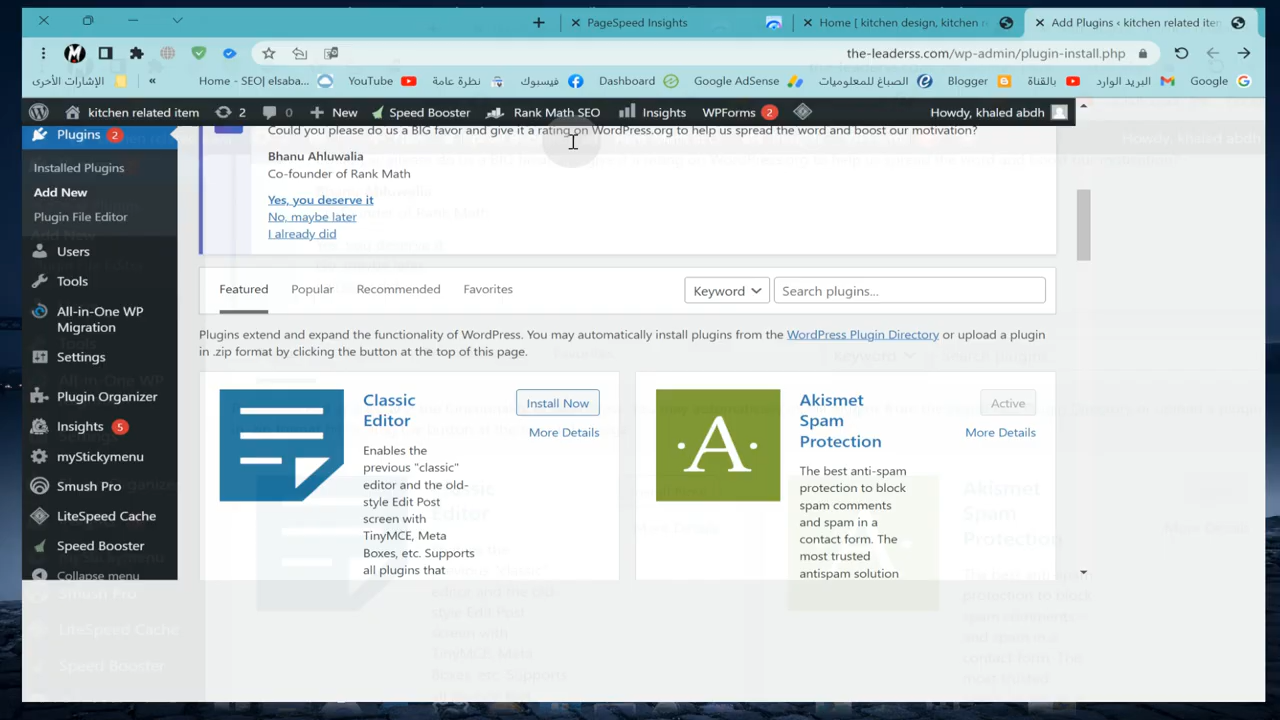 PageSpeed Insights
Home [ kitchen design, kitchen r
Add Plugins ‹ kitchen related item
the-leaderss.com/wp-admin/plugin-install.php
الإشارات الأخرى
«
Home - SEO| elsaba
YouTube
نظرة عامة
فيسبوك
Dashboard
Google AdSense
الصباغ للمعلوميات
Blogger
بالقناة
البريد الوارد
Google
kitchen related item
2
0
New
Speed Booster
Rank Math SEO
Insights
WPForms 2
Howdy, khaled abdh
Plugins 2
Installed Plugins
Add New
Plugin File Editor
Users
Tools
All-in-One WP
Migration
Settings
Plugin Organizer
Insights 5
myStickymenu
Smush Pro
LiteSpeed Cache
Speed Booster
Collapse menu
Could you please do us a BIG favor and give it a rating on WordPress.org to help us spread the word and boost our motivation?
Bhanu Ahluwalia
Co-founder of Rank Math
Yes, you deserve it
No, maybe later
I already did
Featured
Popular
Recommended
Favorites
Keyword
Search plugins...
Plugins extend and expand the functionality of WordPress. You may automatically install plugins from the WordPress Plugin Directory or upload a plugin
in .zip format by clicking the button at the top of this page.
Classic
Editor
Install Now
More Details
Enables the
previous "classic"
editor and the old-
style Edit Post
screen with
TinyMCE, Meta
Boxes, etc. Supports
all plugins that
·A·
Akismet
Spam
Protection
Active
More Details
The best anti-spam
protection to block
spam comments
and spam in a
contact form. The
most trusted
antispam solution
Smush Pro
LiteSpeed Cache
Speed Booster